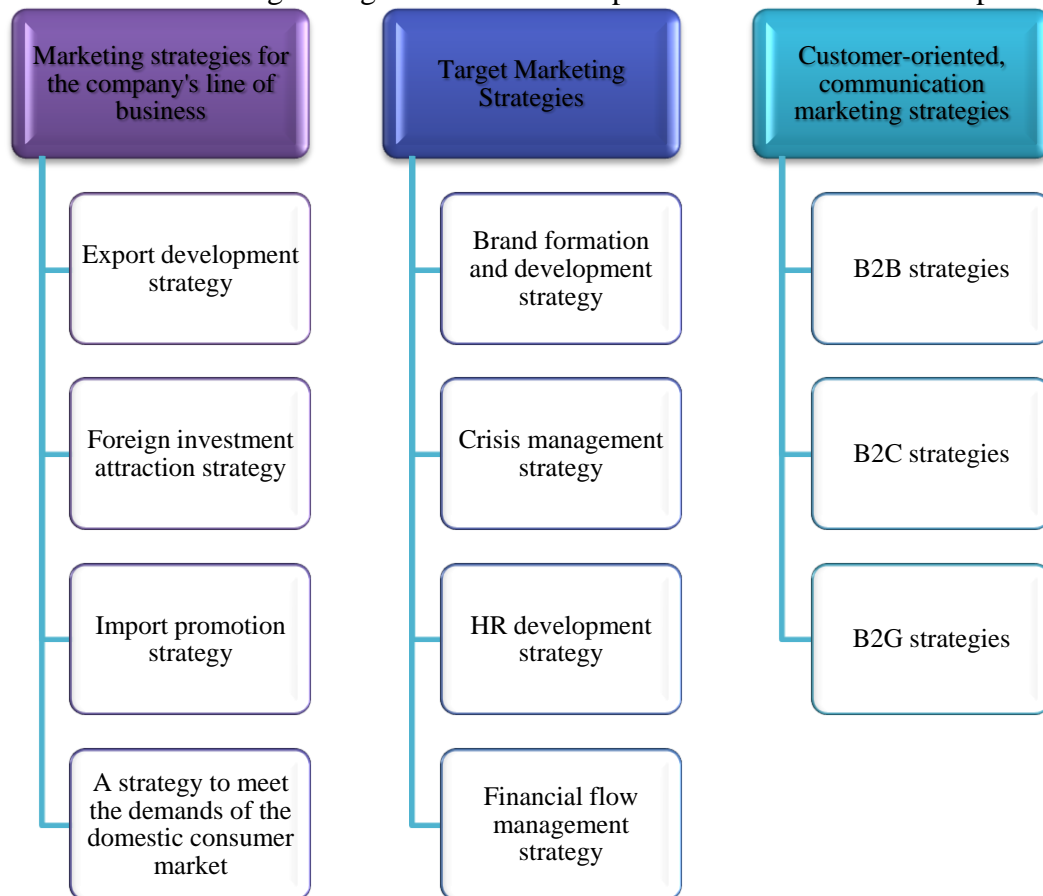 Marketing strategies for
the company's line of
business
Export development
strategy
Foreign investment
attraction strategy
Import promotion
strategy
A strategy to meet
the demands of the
domestic consumer
market
Target Marketing
Strategies
Brand formation
and development
strategy
Crisis management
strategy
HR development
strategy
Financial flow
management
strategy
Customer-oriented,
communication
marketing strategies
B2B strategies
B2C strategies
B2G strategies